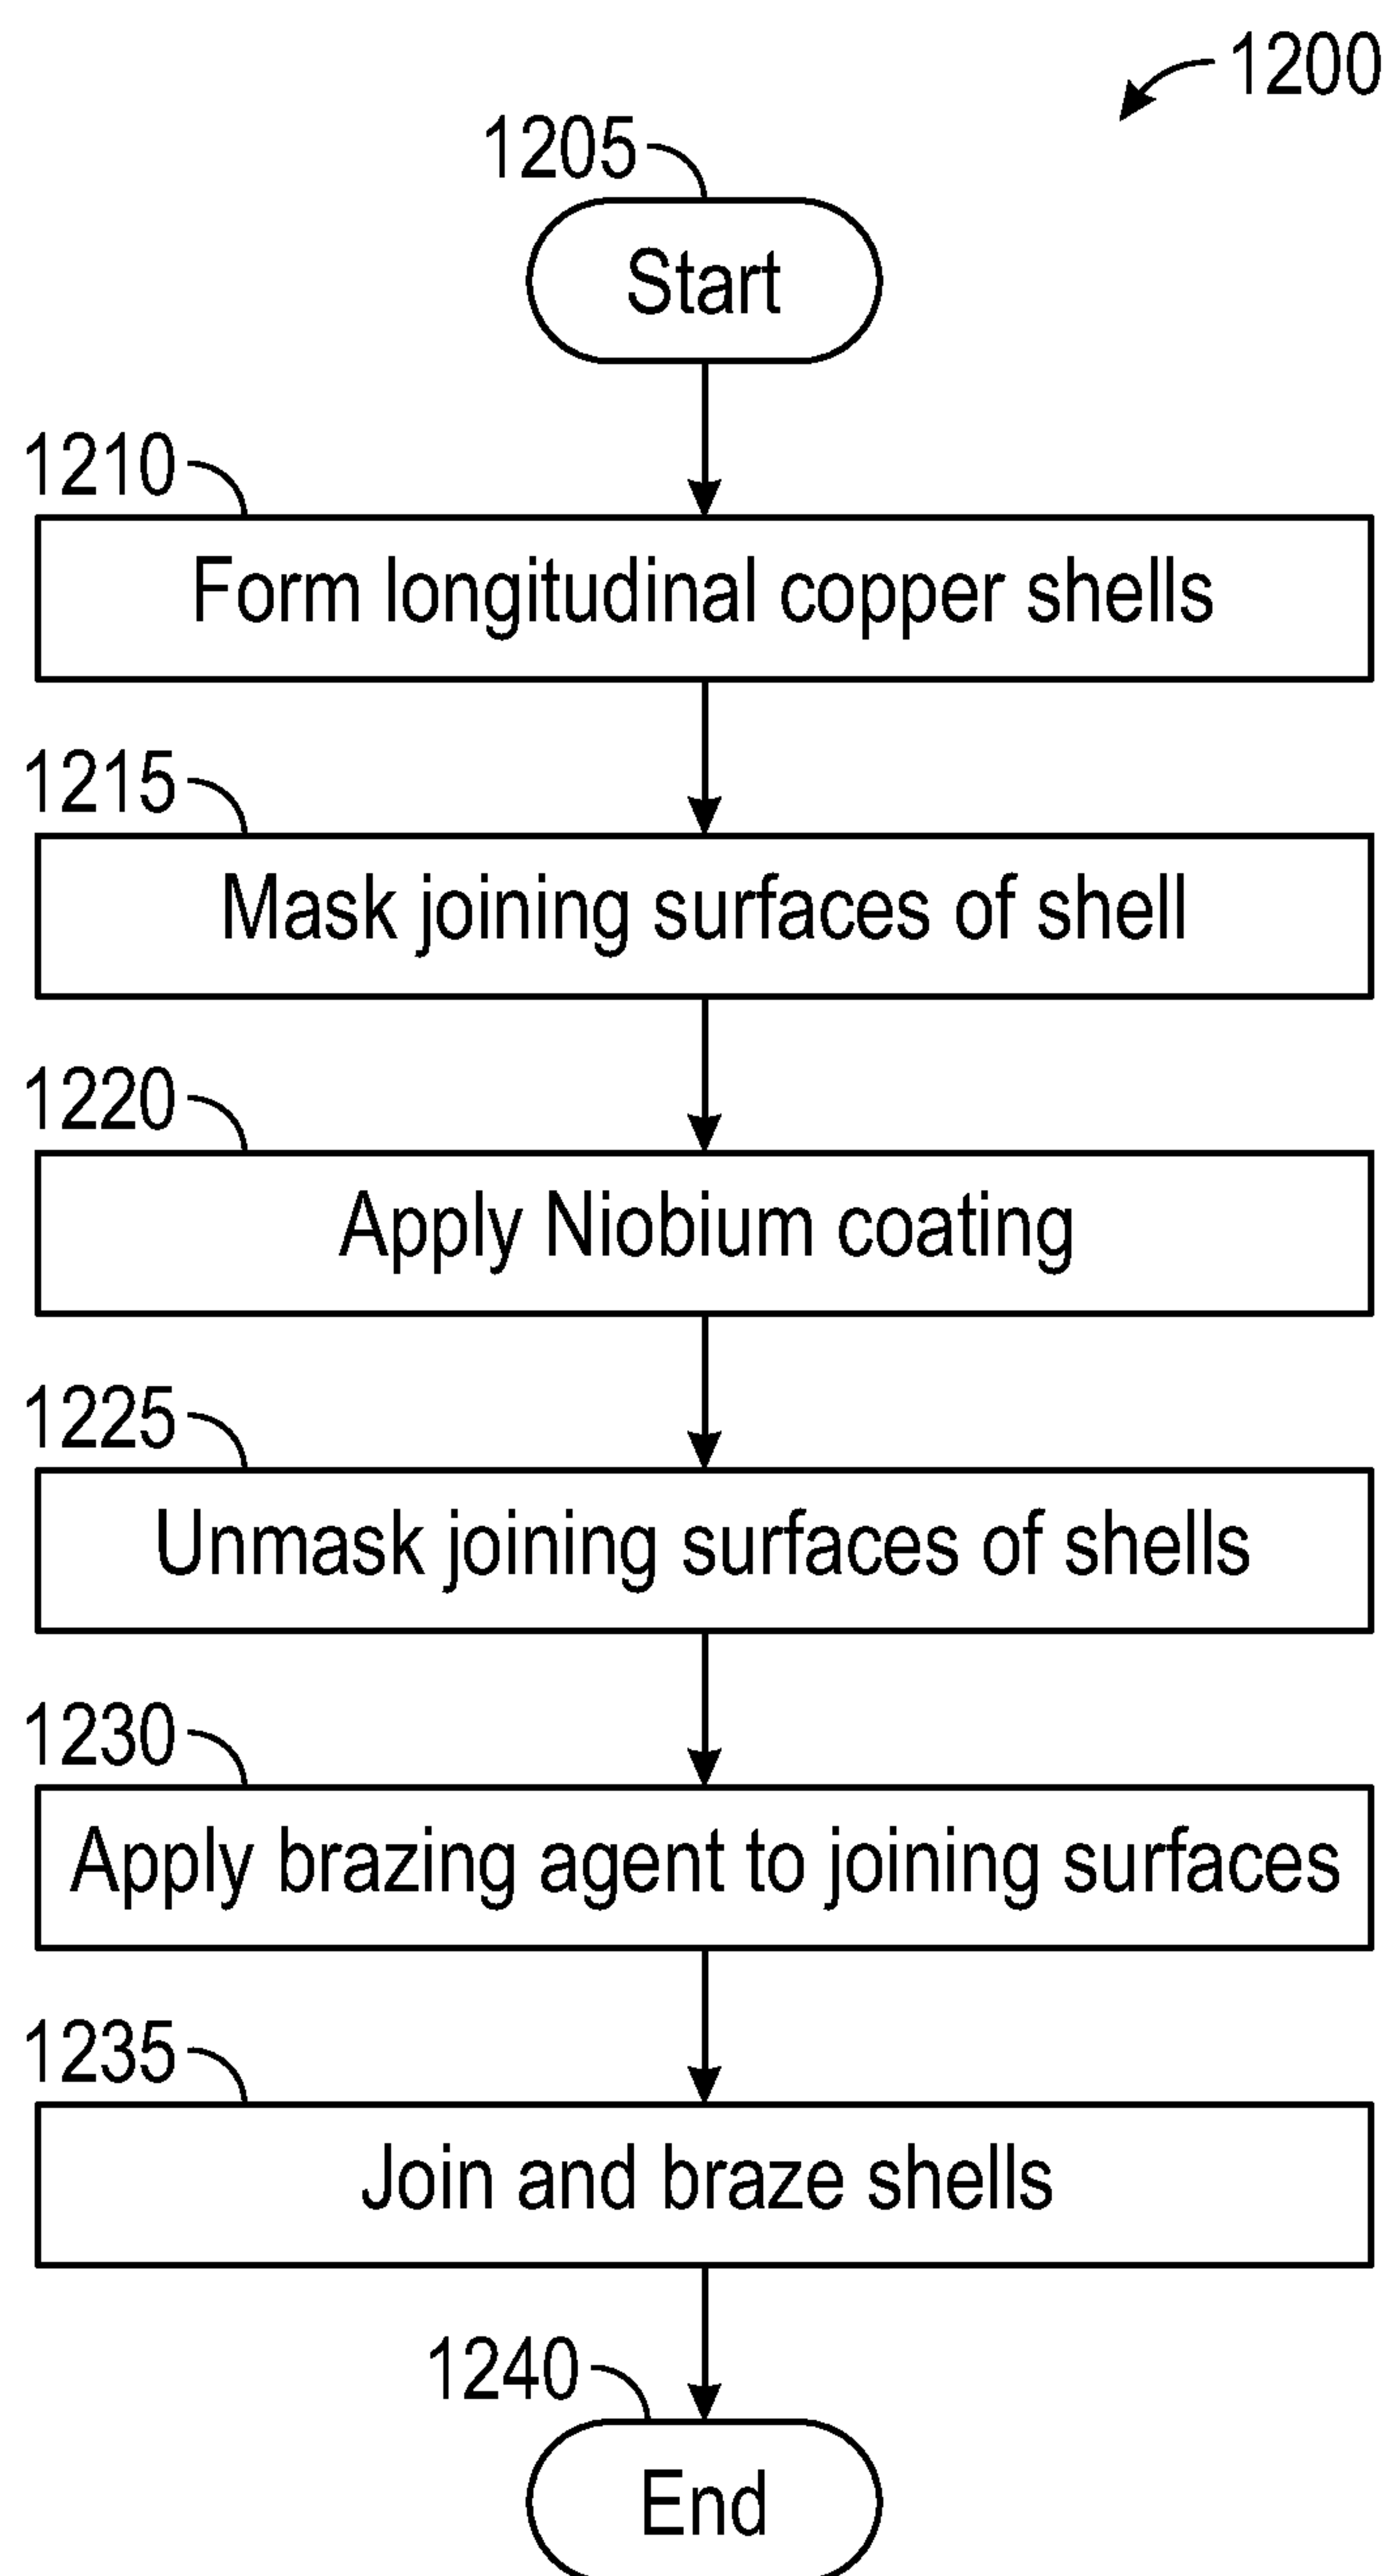 1200
1205
Start
1210
Form longitudinal copper shells
1215
Mask joining surfaces of shell
1220
Apply Niobium coating
1225
Unmask joining surfaces of shells
1230
Apply brazing agent to joining surfaces
1235
Join and braze shells
1240
End